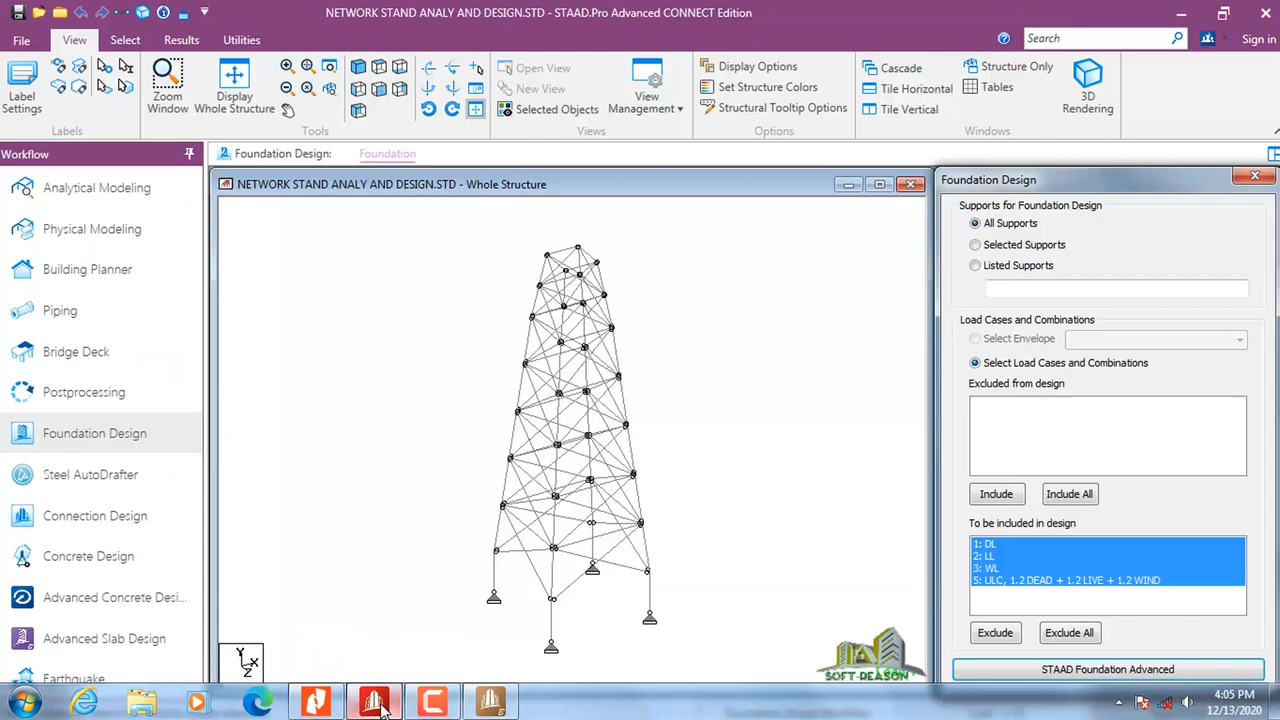 NETWORK STAND ANALY AND DESIGN.STD - STAAD.Pro Advanced CONNECT Edition
File
View
Select
Results
Utilities
Search
Sign in
Label Settings
Labels
Zoom Window
Display Whole Structure
Tools
Open View
New View
Selected Objects
View Management
Views
Display Options
Set Structure Colors
Structural Tooltip Options
Options
Cascade
Tile Horizontal
Tile Vertical
Structure Only
Tables
3D Rendering
Windows
Workflow
Analytical Modeling
Physical Modeling
Building Planner
Piping
Bridge Deck
Postprocessing
Foundation Design
Steel AutoDrafter
Connection Design
Concrete Design
Advanced Concrete Desi...
Advanced Slab Design
Earthquake
Foundation Design:
Foundation
NETWORK STAND ANALY AND DESIGN.STD - Whole Structure
Y
X
Z
SOFT-REASON
Foundation Design
Supports for Foundation Design
All Supports
Selected Supports
Listed Supports
Load Cases and Combinations
Select Envelope
Select Load Cases and Combinations
Excluded from design
Include
Include All
To be included in design
1: DL
2: LL
3: WL
5: ULC, 1.2 DEAD + 1.2 LIVE + 1.2 WIND
Exclude
Exclude All
STAAD Foundation Advanced
4:05 PM
12/13/2020